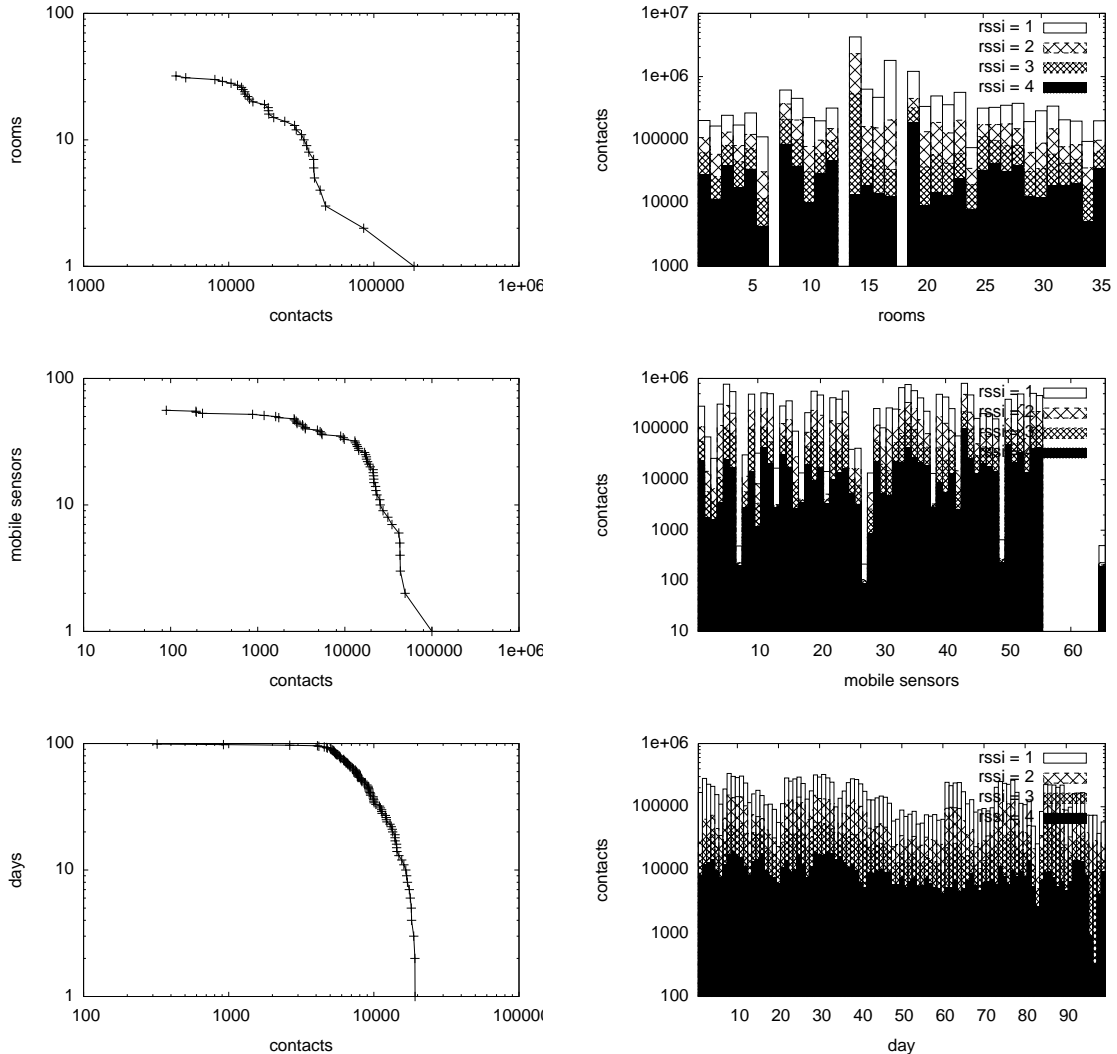 100
10
1
rooms
1000 10000 100000 1e+06
contacts
1e+07
1e+06
100000
10000
1000
contacts
rssi = 1
rssi = 2
rssi = 3
rssi = 4
5 10 15 20 25 30 35
rooms
100
10
1
mobile sensors
10 100 1000 10000 100000 1e+06
contacts
1e+06
100000
10000
1000
100
10
contacts
rssi = 1
rssi = 2
10 20 30 40 50 60
mobile sensors
100
10
1
days
100 1000 10000 100000
contacts
1e+06
100000
10000
1000
100
contacts
rssi = 1
rssi = 2
rssi = 3
rssi = 4
10 20 30 40 50 60 70 80 90
day